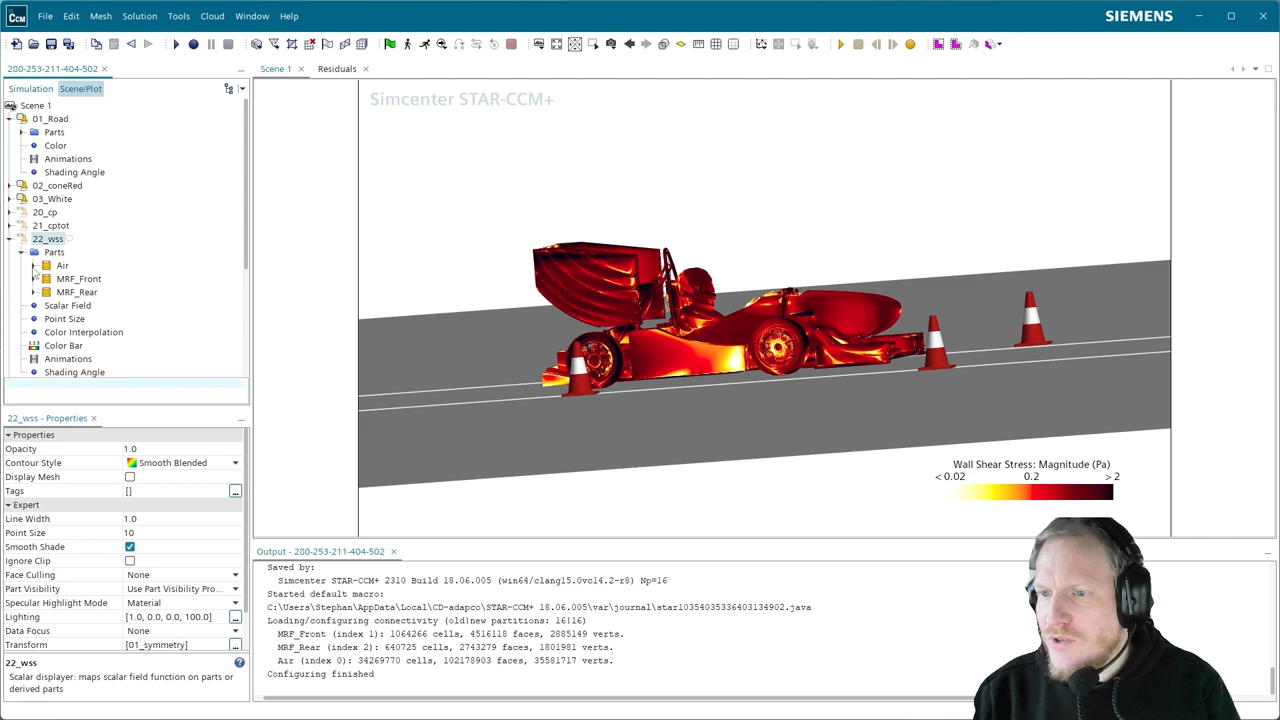 CCM
File Edit Mesh Solution Tools Cloud Window Help
SIEMENS
280-253-211-404-502
Scene 1
Residuals
Simulation
Scene/Plot
Scene 1
01_Road
Parts
Color
Animations
Shading Angle
02_coneRed
03_White
20_cp
21_cptot
22_wss
Parts
Air
MRF_Front
MRF_Rear
Scalar Field
Point Size
Color Interpolation
Color Bar
Animations
Shading Angle
22_wss - Properties
Properties
Opacity 1.0
Contour Style Smooth Blended
Display Mesh
Tags []
Expert
Line Width 1.0
Point Size 10
Smooth Shade
Ignore Clip
Face Culling None
Part Visibility Use Part Visibility Pro...
Specular Highlight Mode Material
Lighting [1.0, 0.0, 0.0, 100.0]
Data Focus None
Transform [01_symmetry]
22_wss
Scalar displayer: maps scalar field function on parts or
derived parts
Simcenter STAR-CCM+
Wall Shear Stress: Magnitude (Pa)
< 0.02 0.2 > 2
Output - 280-253-211-404-502
Saved by:
Simcenter STAR-CCM+ 2310 Build 18.06.005 (win64/clang15.0vc14.2-r8) Np=16
Started default macro:
C:\Users\Stephan\AppData\Local\CD-adapco\STAR-CCM+ 18.06.005\var\journal\star10354035336403134902.java
Loading/configuring connectivity (old|new partitions: 16|16)
MRF_Front (index 1): 1064266 cells, 4516118 faces, 2885149 verts.
MRF_Rear (index 2): 640725 cells, 2743279 faces, 1801981 verts.
Air (index 0): 34269770 cells, 102178903 faces, 35581717 verts.
Configuring finished